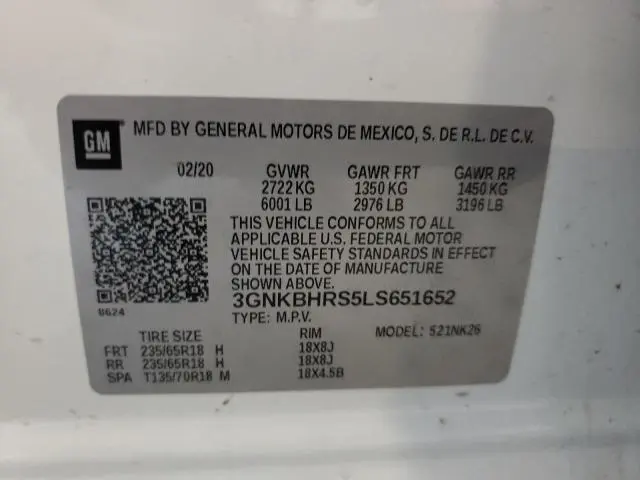 GM MFD BY GENERAL MOTORS DE MEXICO, S. DE R.L. DE C.V.
02/20 GVWR GAWR FRT GAWR RR
2722 KG 1350 KG 1450 KG
6001 LB 2976 LB 3196 LB
THIS VEHICLE CONFORMS TO ALL
APPLICABLE U.S. FEDERAL MOTOR
VEHICLE SAFETY STANDARDS IN EFFECT
ON THE DATE OF MANUFACTURE
SHOWN ABOVE.
3GNKBHRS5LS651652
8624 TYPE: M.P.V. MODEL: 521NK26
TIRE SIZE RIM
FRT 235/65R18 H 18X8J
RR 235/65R18 H 18X8J
SPA T135/70R18 M 18X4.5B